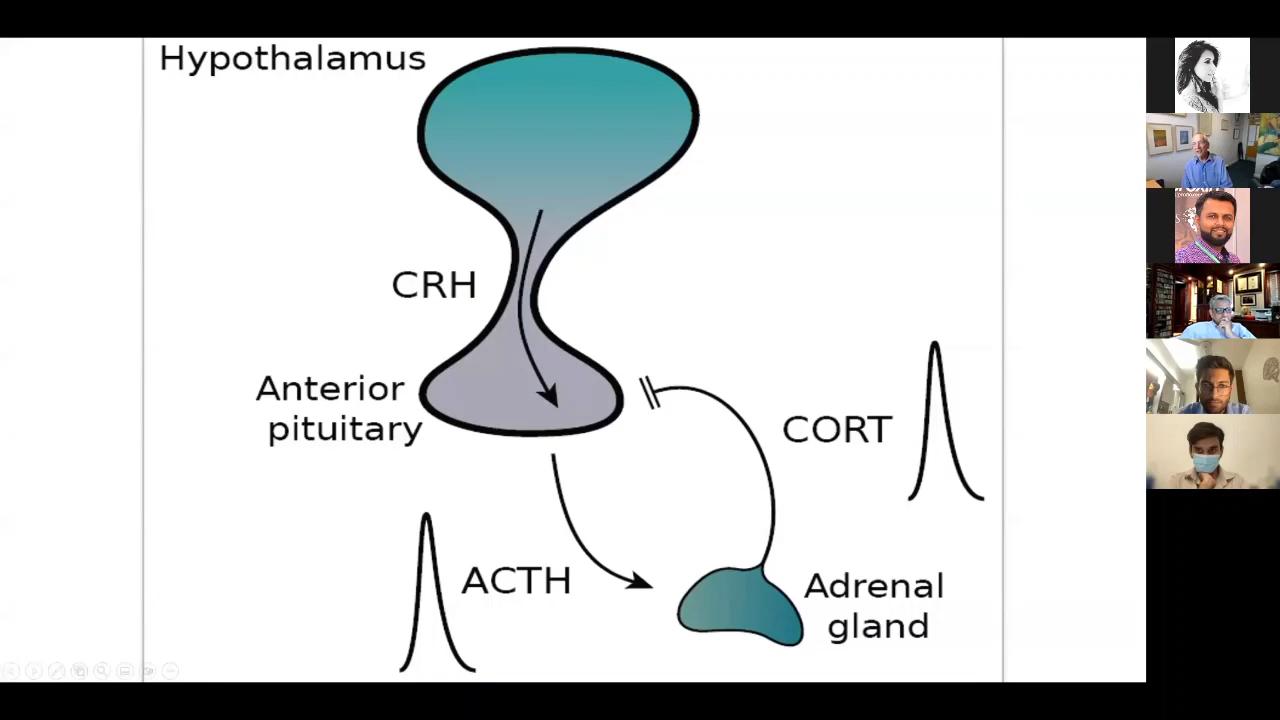 Hypothalamus
CRH
Anterior
pituitary
CORT
ACTH
Adrenal
gland